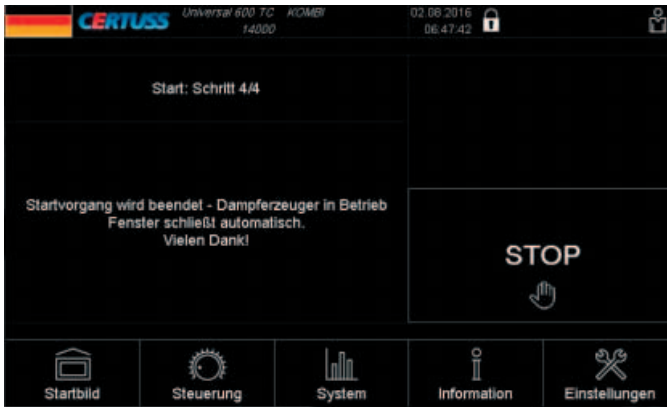 CERTUSS
Universal 600 TC KOMBI
14000
02.08.2016
06:47:42
Start: Schritt 4/4
Startvorgang wird beendet - Dampferzeuger in Betrieb
Fenster schließt automatisch.
Vielen Dank!
STOP
Startbild
Steuerung
System
Information
Einstellungen